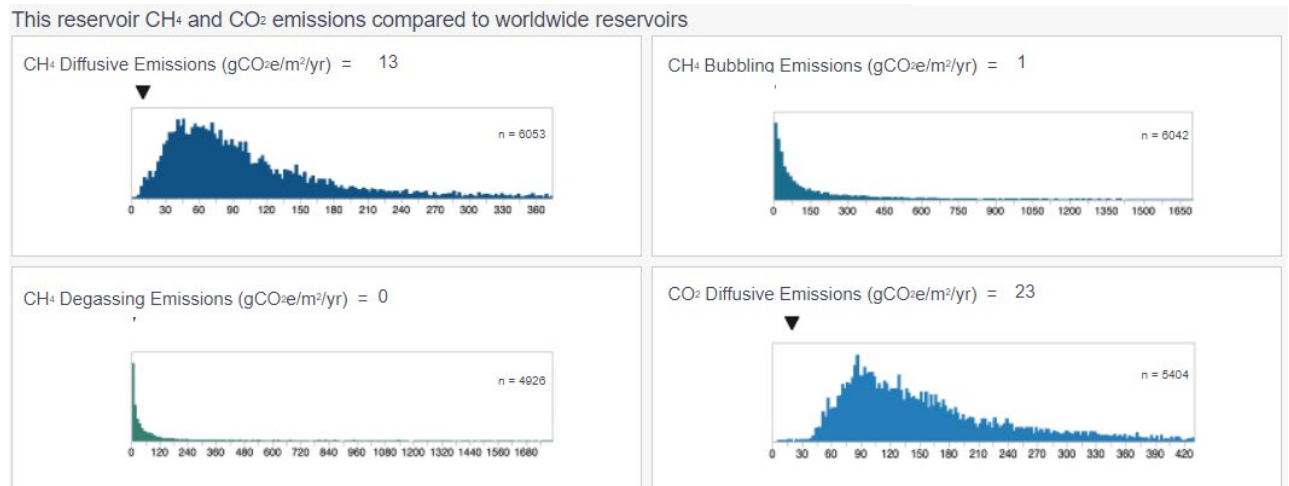 This reservoir CH₄ and CO₂ emissions compared to worldwide reservoirs
CH₄ Diffusive Emissions (gCO₂e/m²/yr) = 13
n = 6053
0 30 60 90 120 150 180 210 240 270 300 330 360
CH₄ Bubbling Emissions (gCO₂e/m²/yr) = 1
n = 6042
0 150 300 450 600 750 900 1050 1200 1350 1500 1650
CH₄ Degassing Emissions (gCO₂e/m²/yr) = 0
n = 4926
0 120 240 360 480 600 720 840 960 1080 1200 1320 1440 1560 1680
CO₂ Diffusive Emissions (gCO₂e/m²/yr) = 23
n = 5404
0 30 60 90 120 150 180 210 240 270 300 330 360 390 420